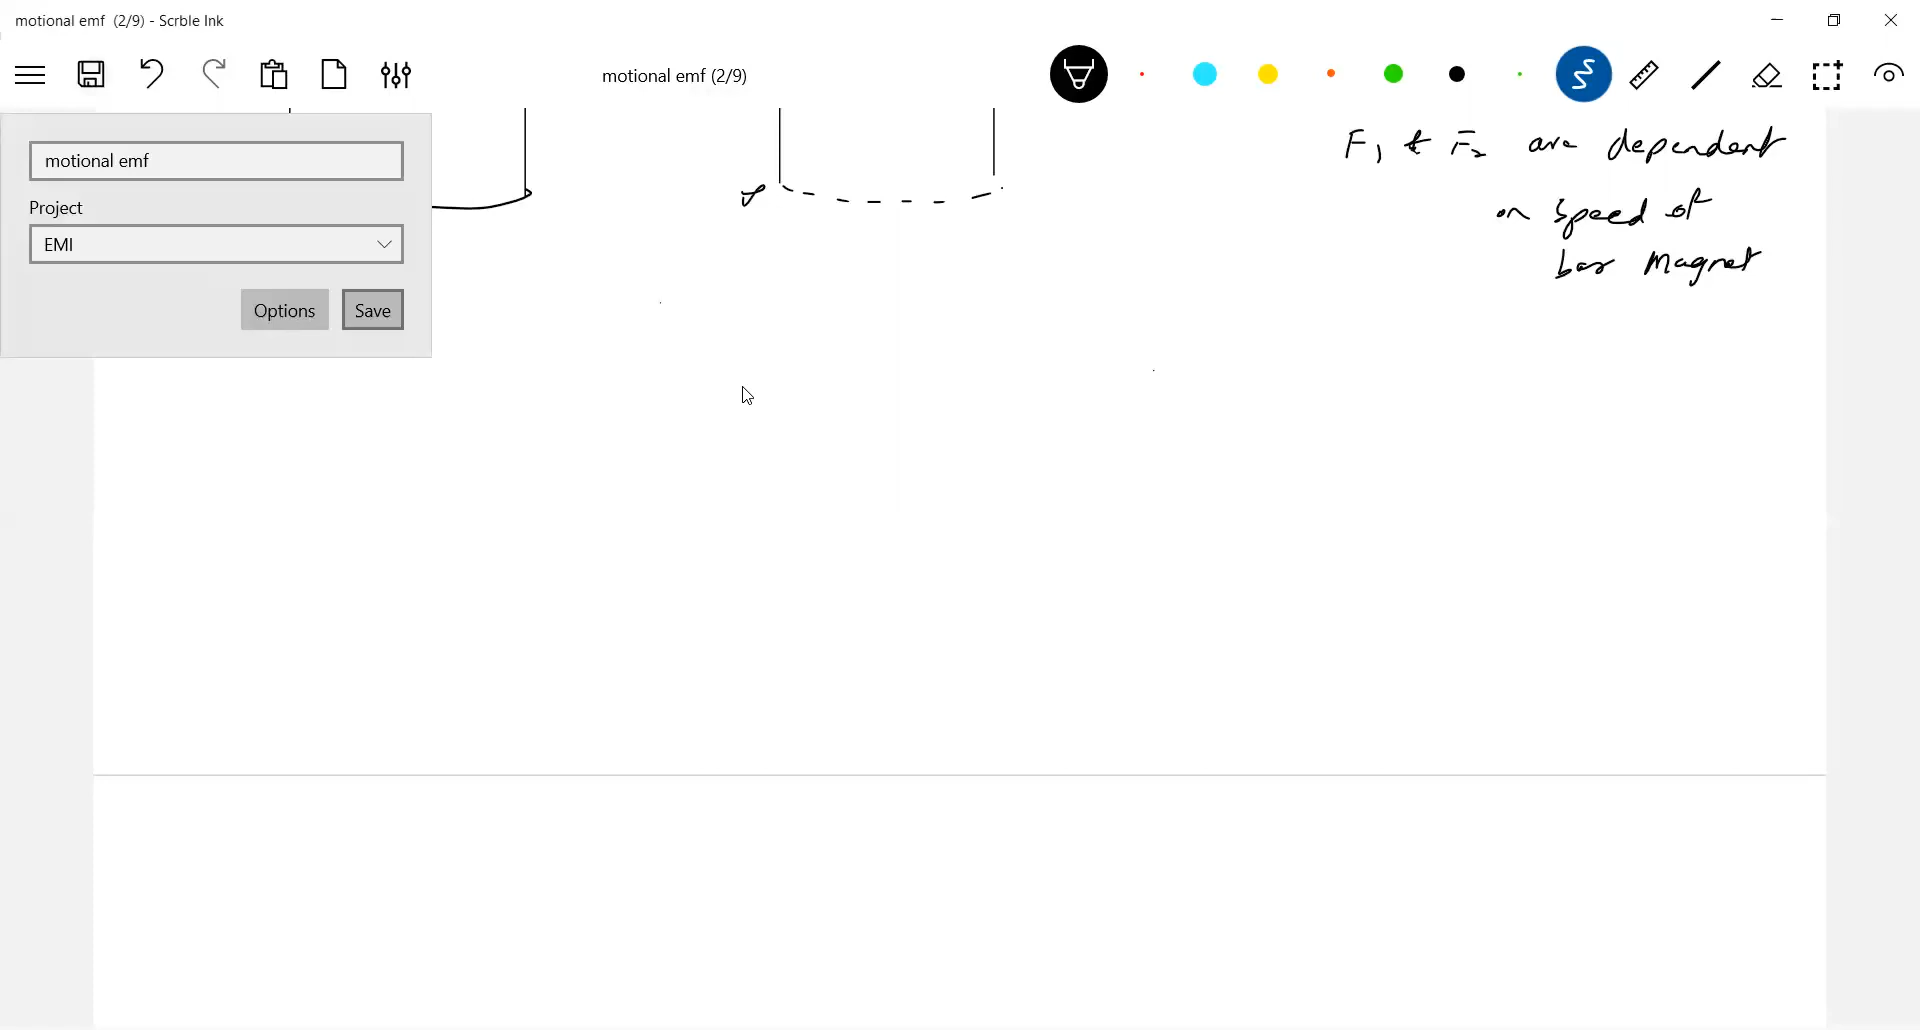 motional emf (2/9) - Scrble Ink
motional emf (2/9)
motional emf
Project
EMI
Options Save
F1 & F2 are dependent
on speed of
bar Magnet